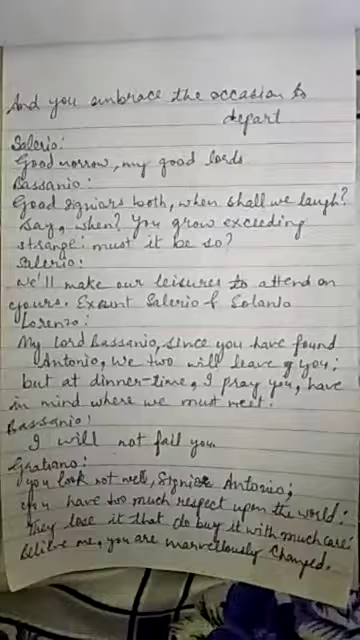 And you embrace the occasion to
depart
Salerio:
Good morrow, my good lords
Bassanio:
Good signiors both, when shall we laugh?
Say, when? You grow exceeding
strange: must it be so?
Salerio:
We'll make our leisures to attend on
yours. Exeunt Salerio & Solanio
Lorenzo:
My lord Bassanio, since you have found
Antonio, We two will leave you:
but at dinner-time, I pray you, have
in mind where we must meet.
Bassanio:
I will not fail you
Gratiano:
You look not well, Signior Antonio;
You have too much respect upon the world:
They lose it that do buy it with much care:
Believe me, you are marvellously changed.